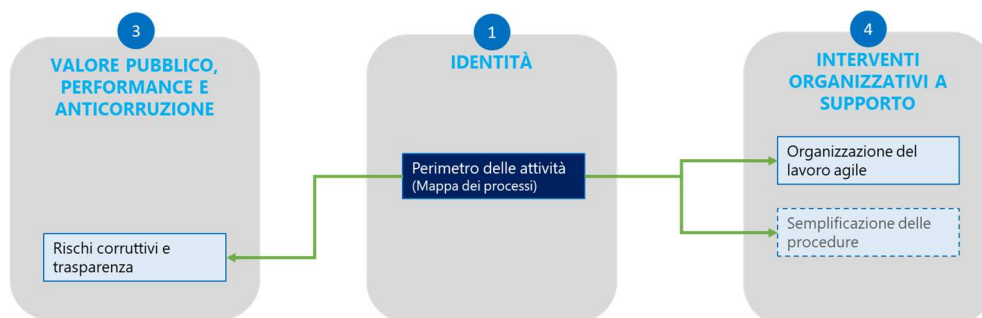 3
VALORE PUBBLICO,
PERFORMANCE E
ANTICORRUZIONE
Rischi corruttivi e
trasparenza
1
IDENTITÀ
Perimetro delle attività
(Mappa dei processi)
4
INTERVENTI
ORGANIZZATIVI A
SUPPORTO
Organizzazione del
lavoro agile
Semplificazione delle
procedure